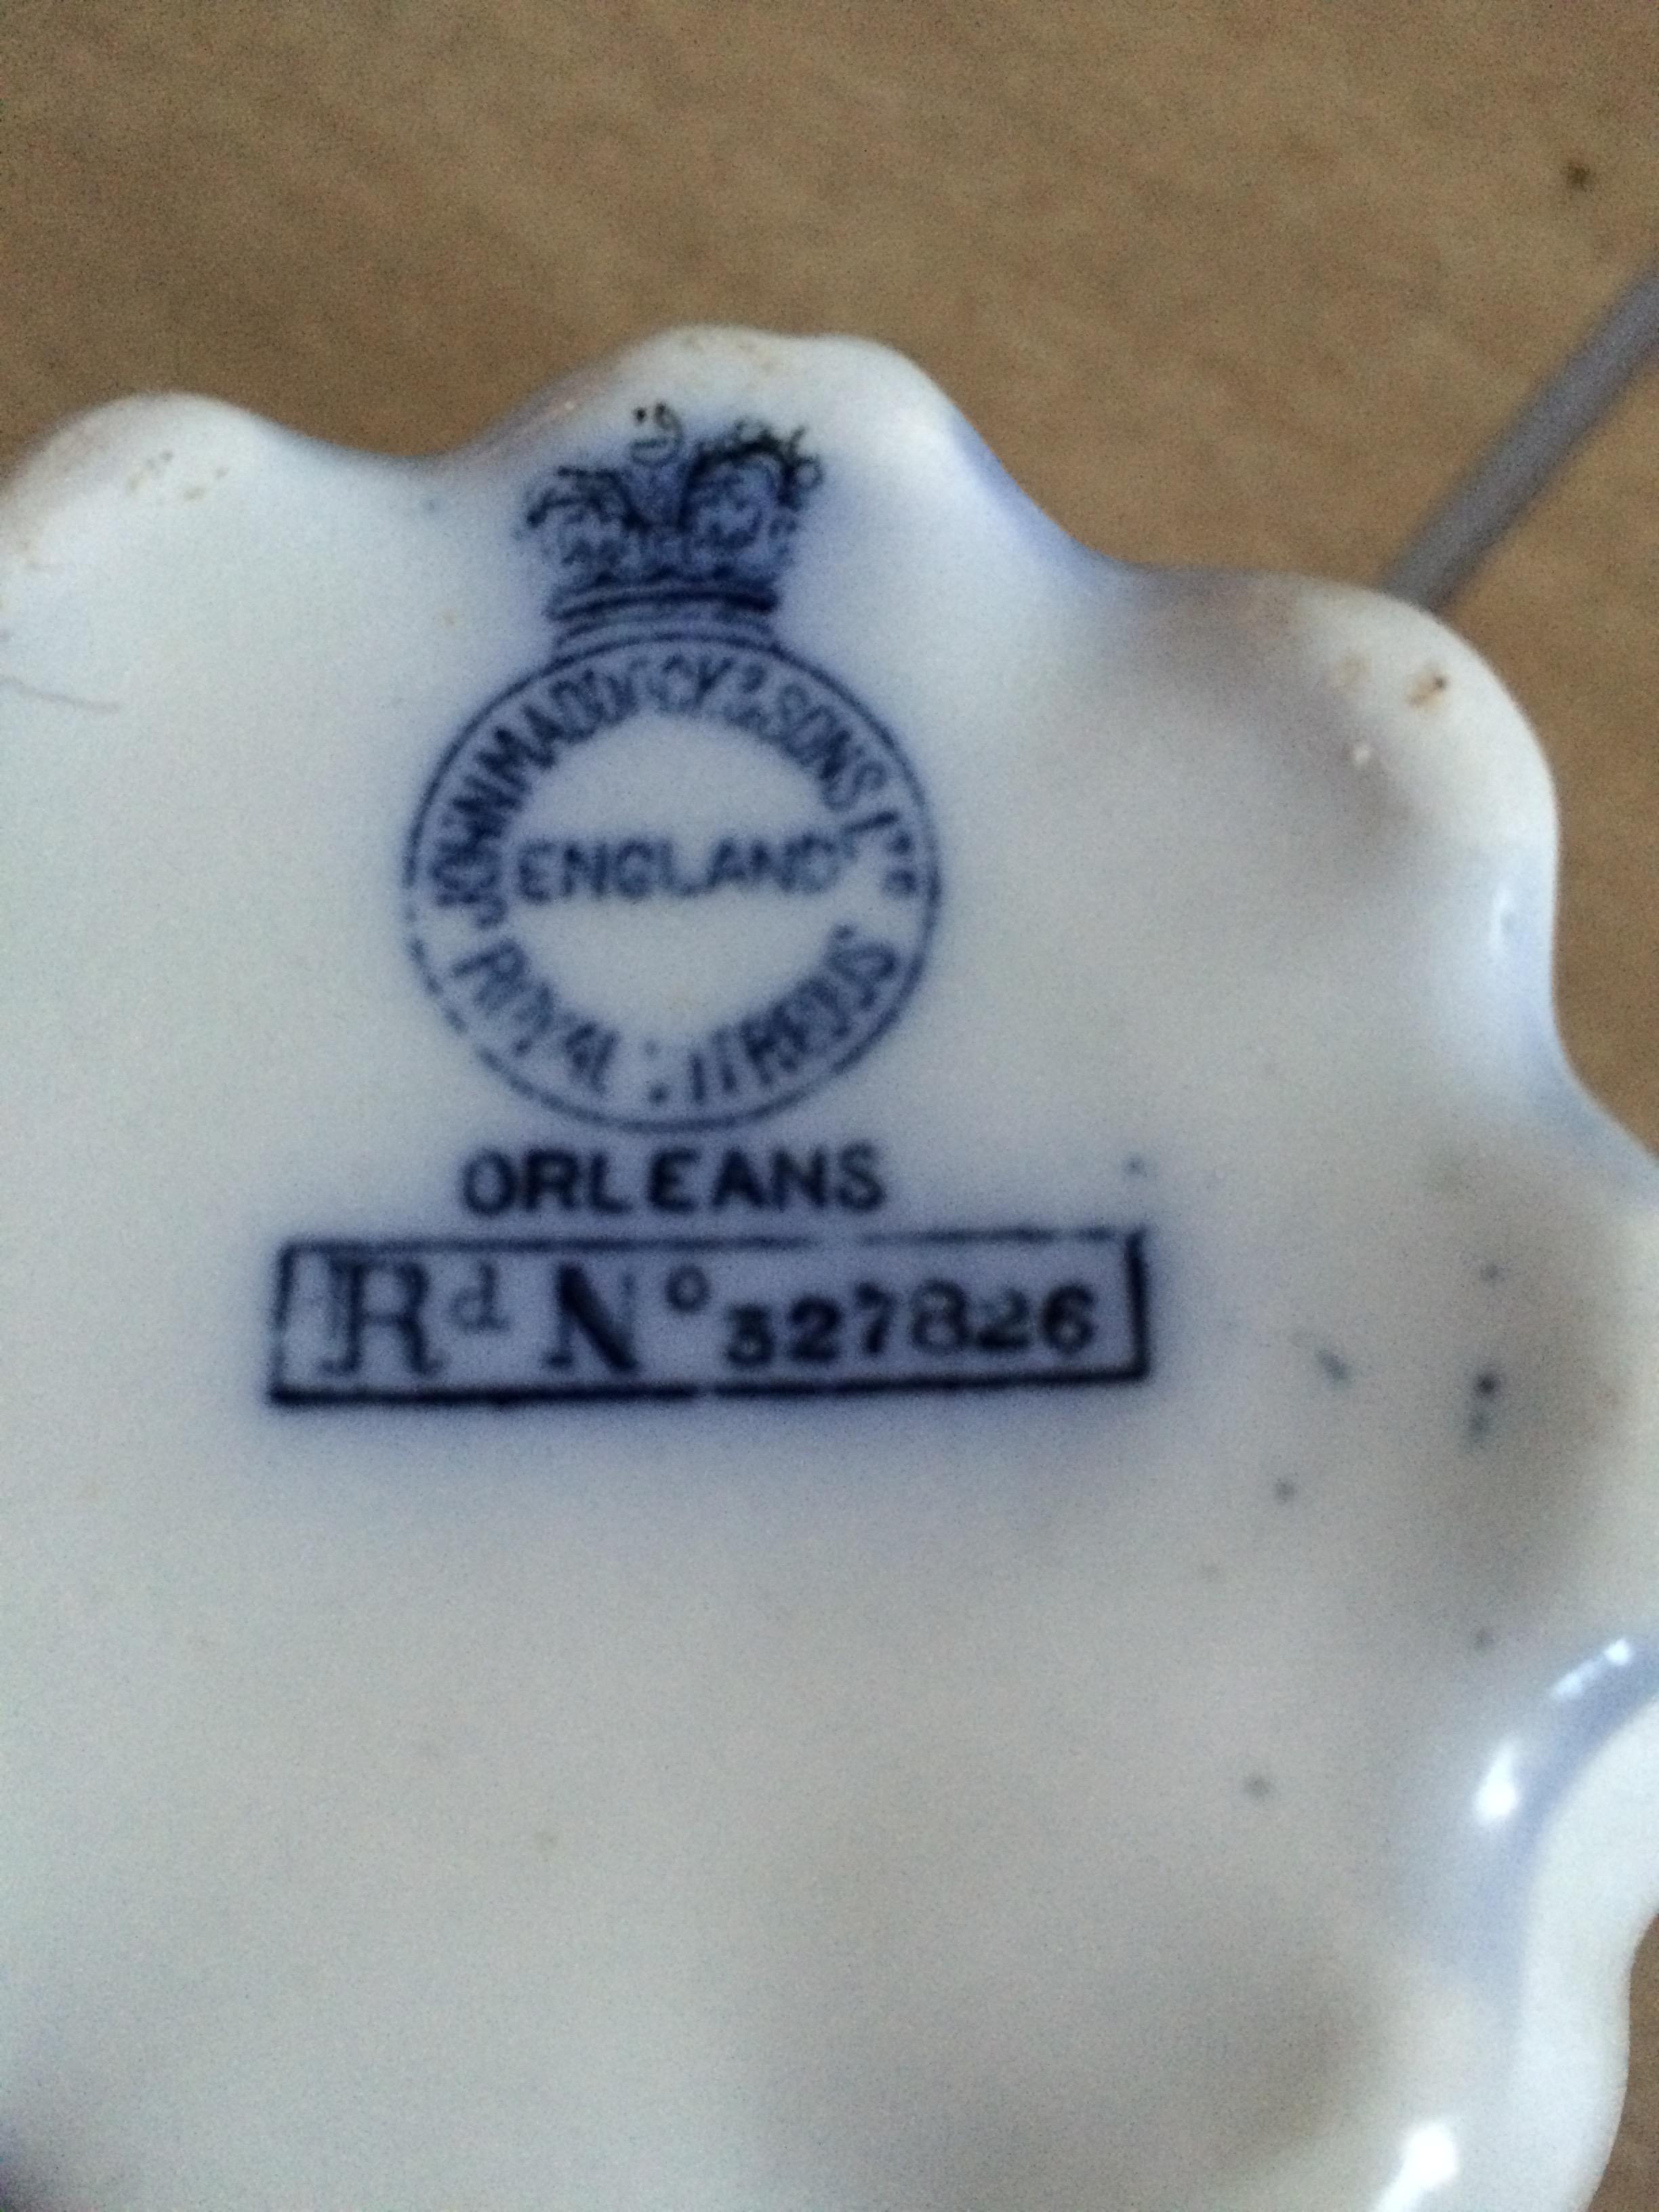 JOHN MADDOCK & SONS LTD
ENGLAND
ROYAL VITREOUS
ORLEANS
Rd No 327826